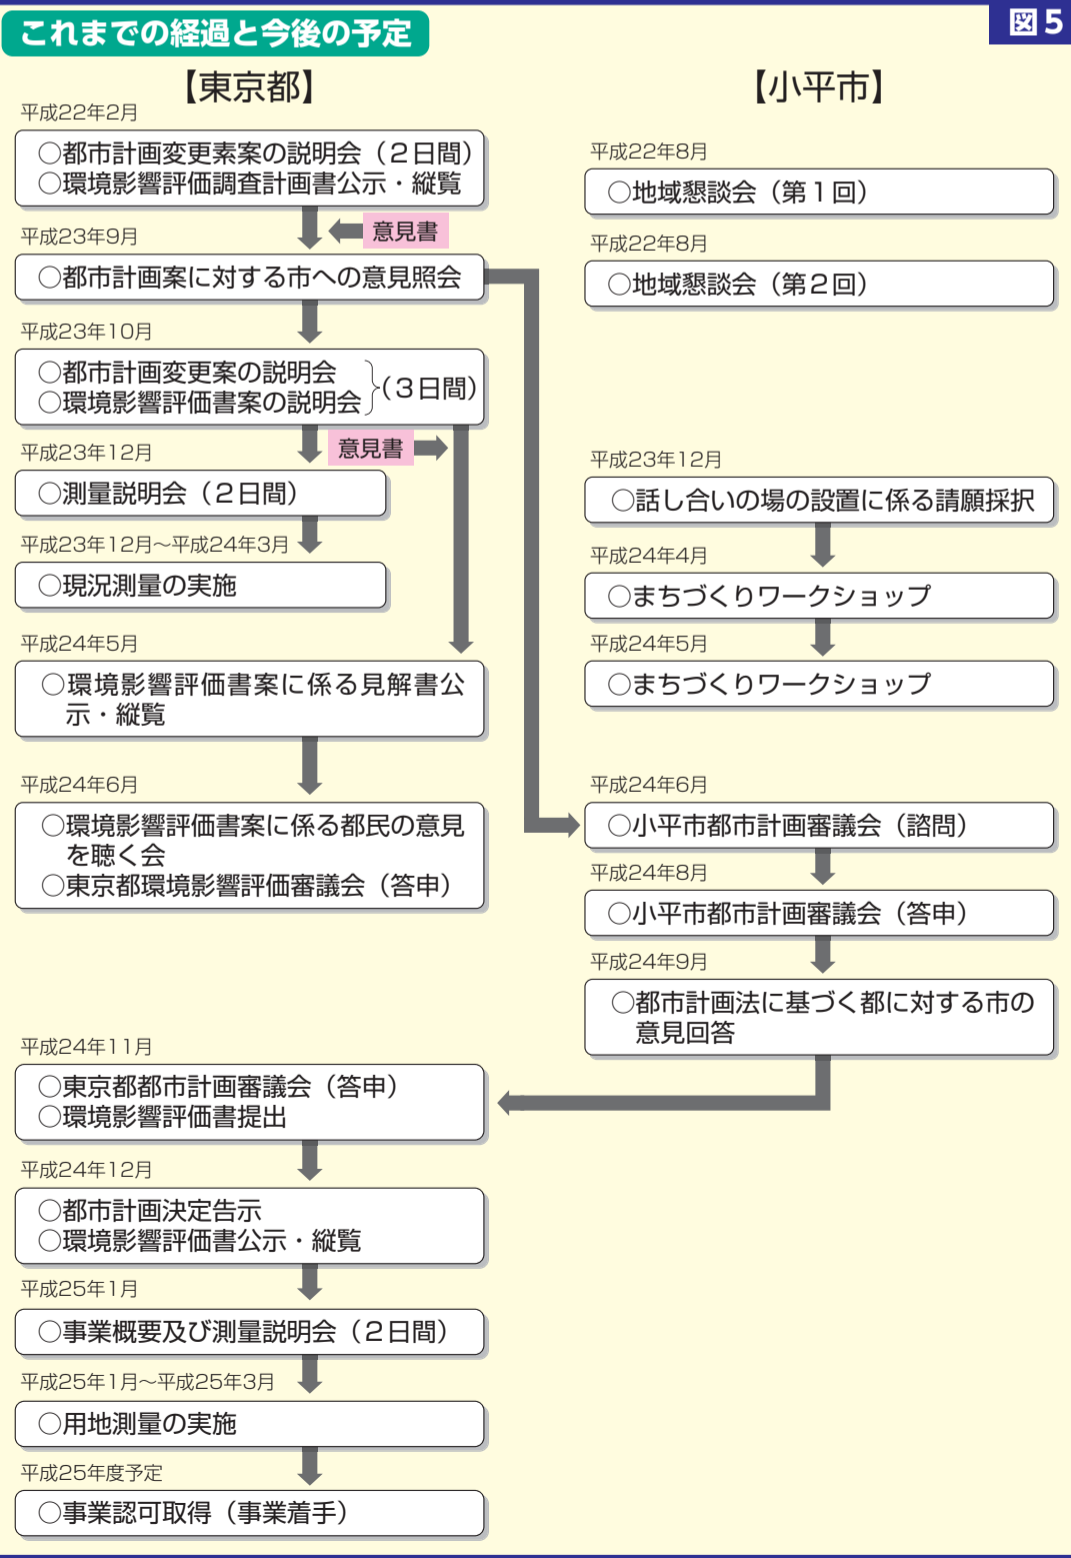 これまでの経過と今後の予定
図5
【東京都】
平成22年2月
○都市計画変更素案の説明会（２日間）
○環境影響評価調査計画書公示・縦覧
意見書
平成23年9月
○都市計画案に対する市への意見照会
平成23年10月
○都市計画変更案の説明会
○環境影響評価書案の説明会
（３日間）
意見書
平成23年12月
○測量説明会（２日間）
平成23年12月～平成24年3月
○現況測量の実施
平成24年5月
○環境影響評価書案に係る見解書公
示・縦覧
平成24年6月
○環境影響評価書案に係る都民の意見
を聴く会
○東京都環境影響評価審議会（答申）
平成24年11月
○東京都都市計画審議会（答申）
○環境影響評価書提出
平成24年12月
○都市計画決定告示
○環境影響評価書公示・縦覧
平成25年1月
○事業概要及び測量説明会（２日間）
平成25年1月～平成25年3月
○用地測量の実施
平成25年度予定
○事業認可取得（事業着手）
【小平市】
平成22年8月
○地域懇談会（第１回）
平成22年8月
○地域懇談会（第２回）
平成23年12月
○話し合いの場の設置に係る請願採択
平成24年4月
○まちづくりワークショップ
平成24年5月
○まちづくりワークショップ
平成24年6月
○小平市都市計画審議会（諮問）
平成24年8月
○小平市都市計画審議会（答申）
平成24年9月
○都市計画法に基づく都に対する市の
意見回答